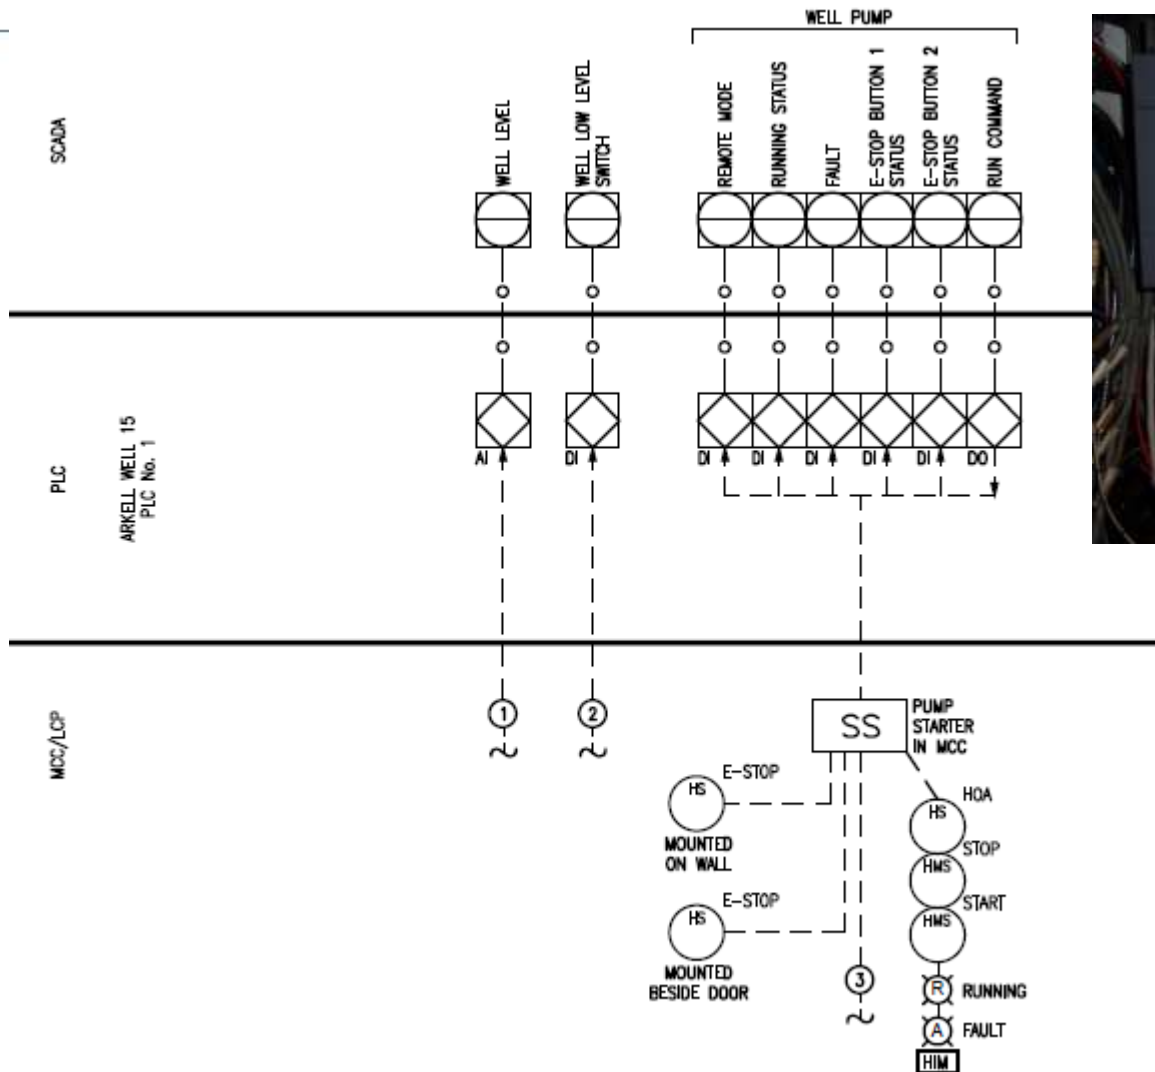 WELL PUMP
SCADA
WELL LEVEL
WELL LOW LEVEL
SWITCH
REMOTE MODE
RUNNING STATUS
FAULT
E-STOP BUTTON 1
STATUS
E-STOP BUTTON 2
STATUS
RUN COMMAND
PLC
ARKELL WELL 15
PLC No. 1
AI
DI
DI
DI
DI
DI
DI
DO
MCC/LCP
1
2
SS
PUMP
STARTER
IN MCC
HS
E-STOP
MOUNTED
ON WALL
HS
E-STOP
MOUNTED
BESIDE DOOR
3
HS
HOA
HMS
STOP
HMS
START
R
RUNNING
A
FAULT
HIM